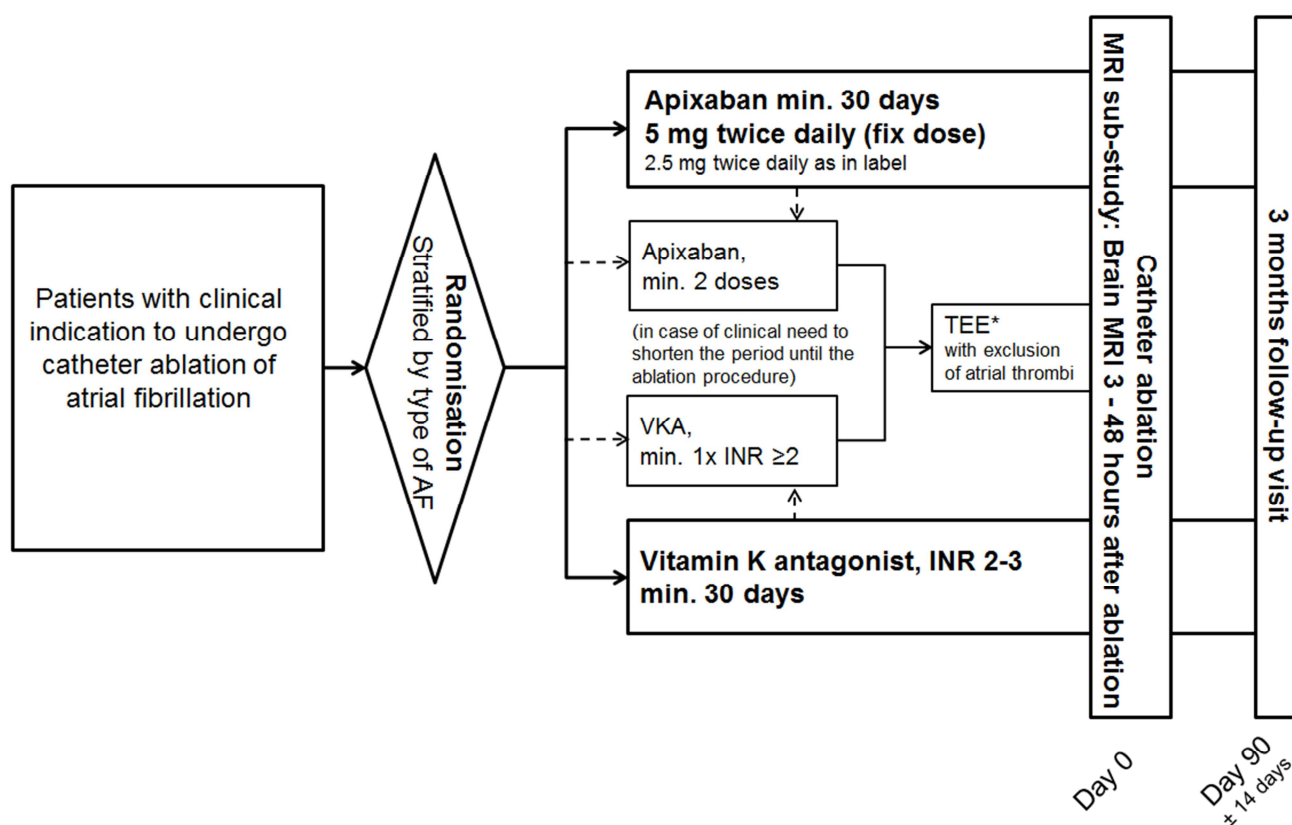 Patients with clinical
indication to undergo
catheter ablation of
atrial fibrillation
Randomisation
Stratified by type of AF
Apixaban min. 30 days
5 mg twice daily (fix dose)
2.5 mg twice daily as in label
Apixaban,
min. 2 doses
(in case of clinical need to
shorten the period until the
ablation procedure)
VKA,
min. 1x INR ≥2
Vitamin K antagonist, INR 2-3
min. 30 days
TEE*
with exclusion
of atrial thrombi
Catheter ablation
MRI sub-study: Brain MRI 3 - 48 hours after ablation
3 months follow-up visit
Day 0
Day 90
± 14 days